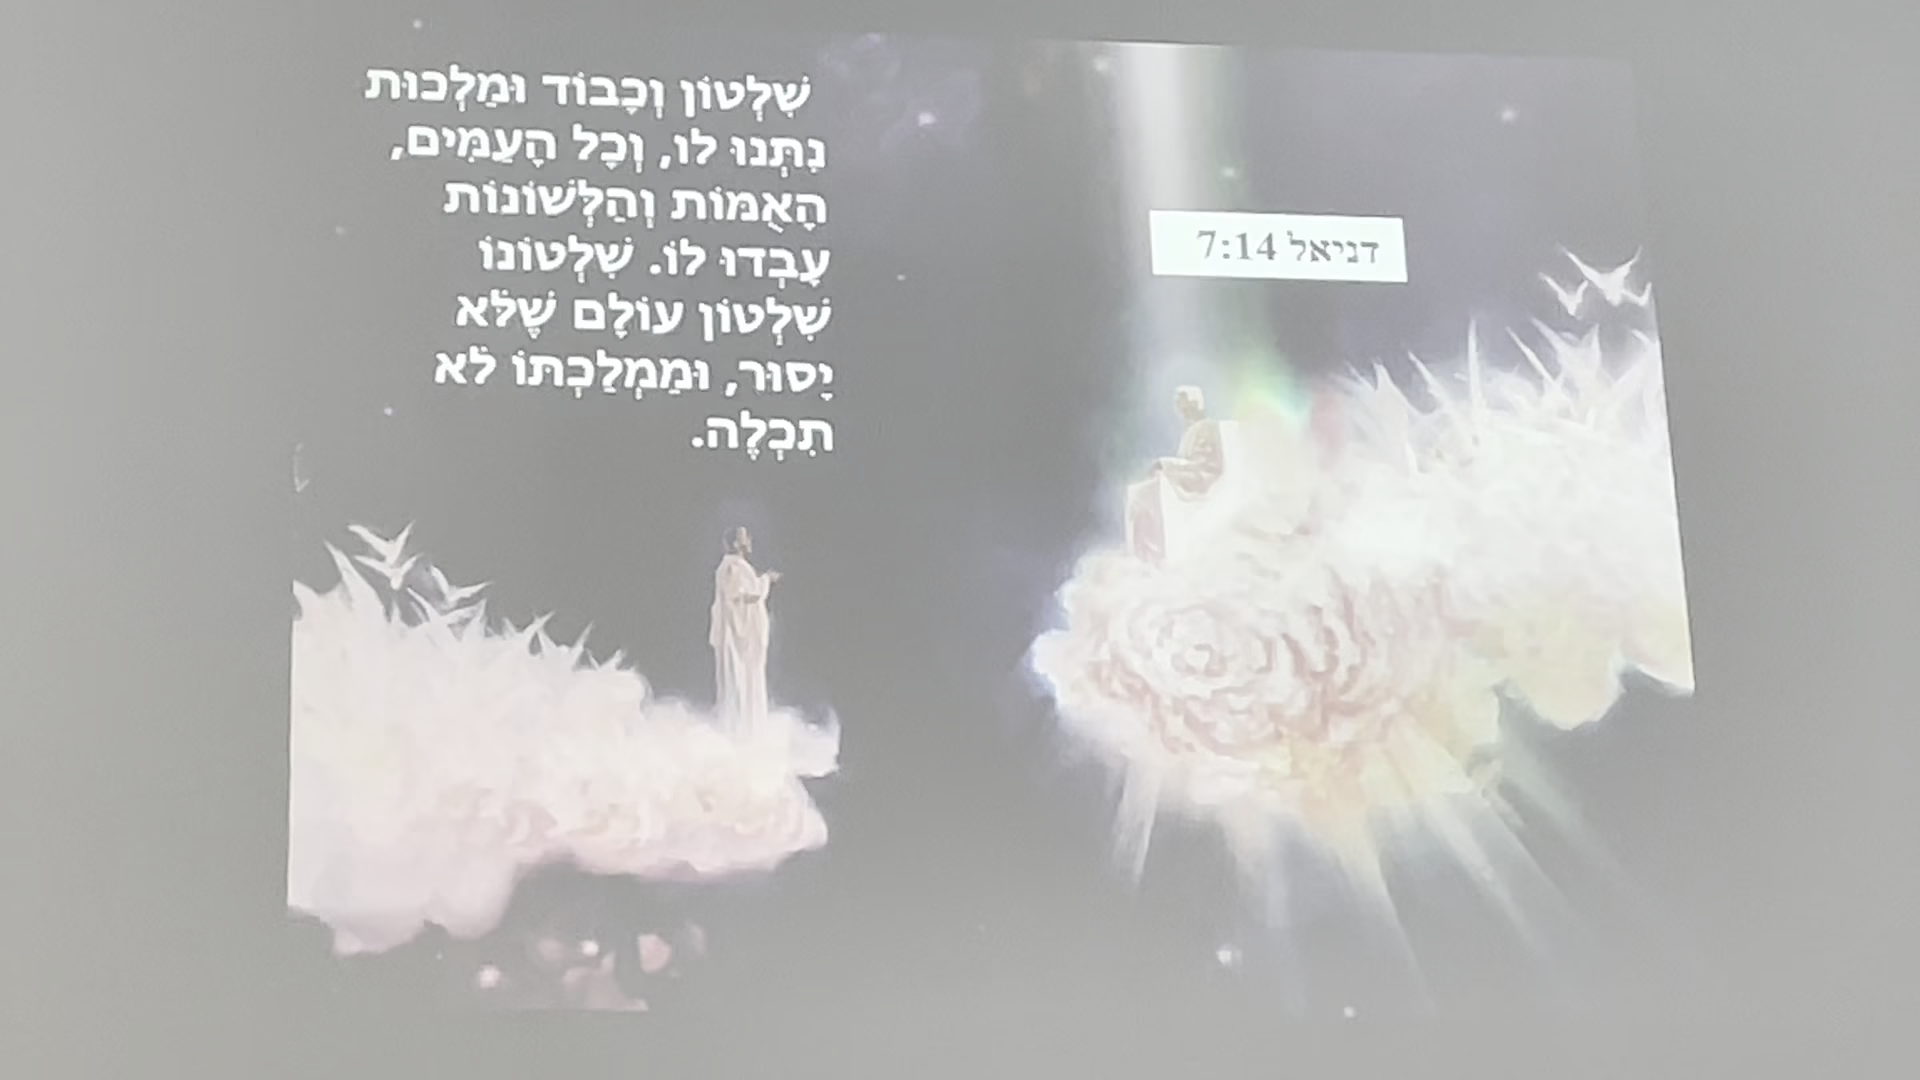 שִׁלְטוֹן וְכָבוֹד וּמַלְכוּת
נִתְּנוּ לוֹ, וְכָל הָעַמִּים,
הָאֻמּוֹת וְהַלְּשׁוֹנוֹת
עָבְדוּ לוֹ. שִׁלְטוֹנוֹ
שִׁלְטוֹן עוֹלָם שֶׁלֹּא
יָסוּר, וּמַמְלַכְתּוֹ לֹא
תִכְלֶה.
דניאל 7:14